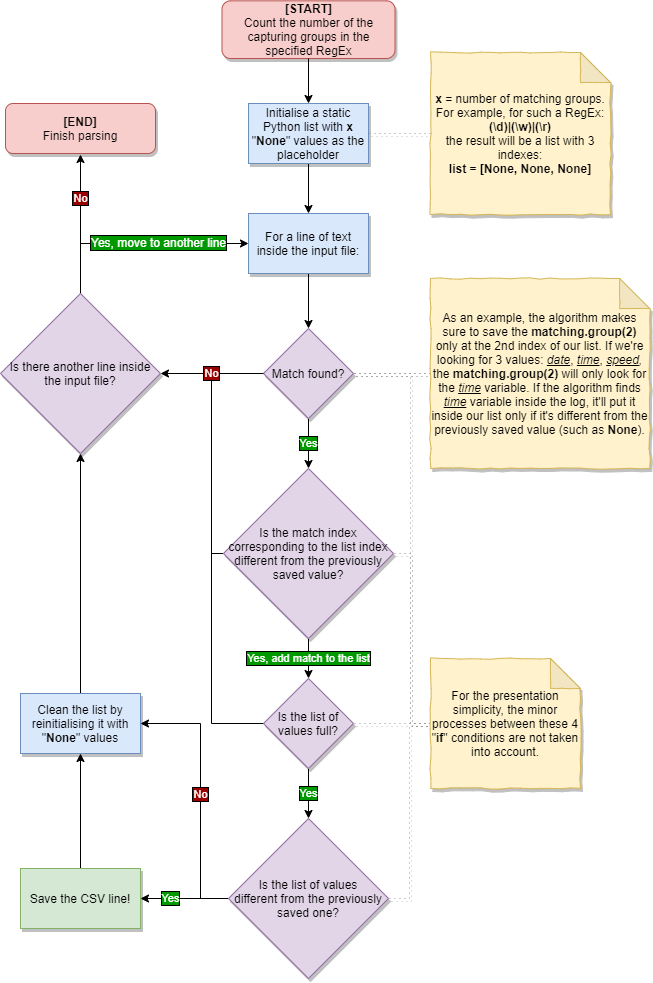 [START]
Count the number of the
capturing groups in the
specified RegEx
Initialise a static
Python list with x
"None" values as the
placeholder
x = number of matching groups.
For example, for such a RegEx:
(\d)|(\w)|(\r)
the result will be a list with 3
indexes:
list = [None, None, None]
[END]
Finish parsing
No
Yes, move to another line
For a line of text
inside the input file:
As an example, the algorithm makes
sure to save the matching.group(2)
only at the 2nd index of our list. If we're
looking for 3 values: date, time, speed,
the matching.group(2) will only look for
the time variable. If the algorithm finds
time variable inside the log, it'll put it
inside our list only if it's different from the
previously saved value (such as None).
Is there another line inside
the input file?
No
Match found?
Yes
Is the match index
corresponding to the list index
different from the previously
saved value?
Yes, add match to the list
Is the list of
values full?
For the presentation
simplicity, the minor
processes between these 4
"if" conditions are not taken
into account.
Clean the list by
reinitialising it with
"None" values
No
Yes
Save the CSV line!
Yes
Is the list of values
different from the previously
saved one?